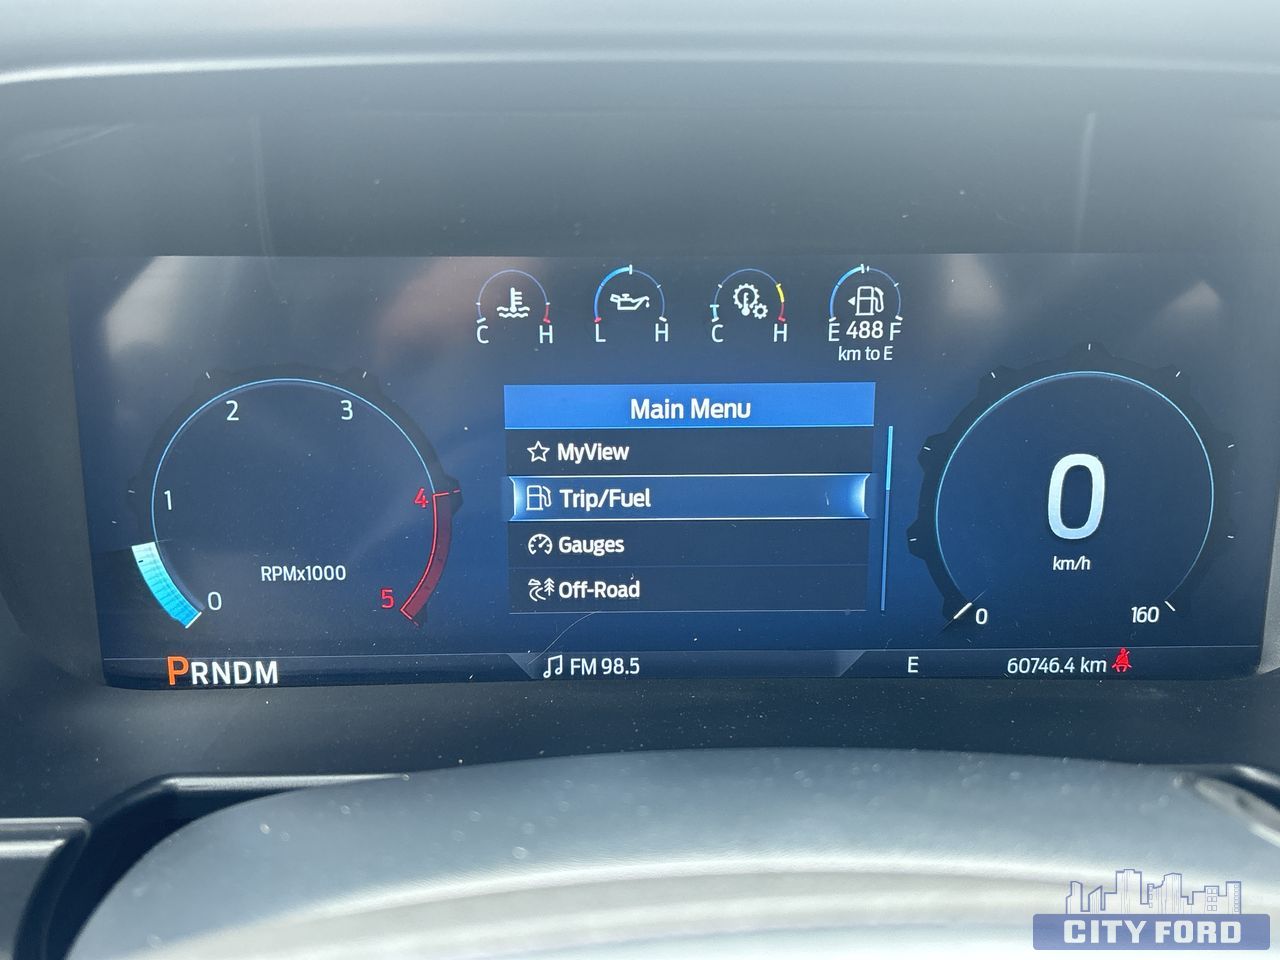 C H
L H
C H
E 488 F
km to E
Main Menu
MyView
Trip/Fuel
Gauges
Off-Road
0
1
2
3
4
5
RPMx1000
0
km/h
0
160
PRNDM
FM 98.5
E
60746.4 km
CITY FORD